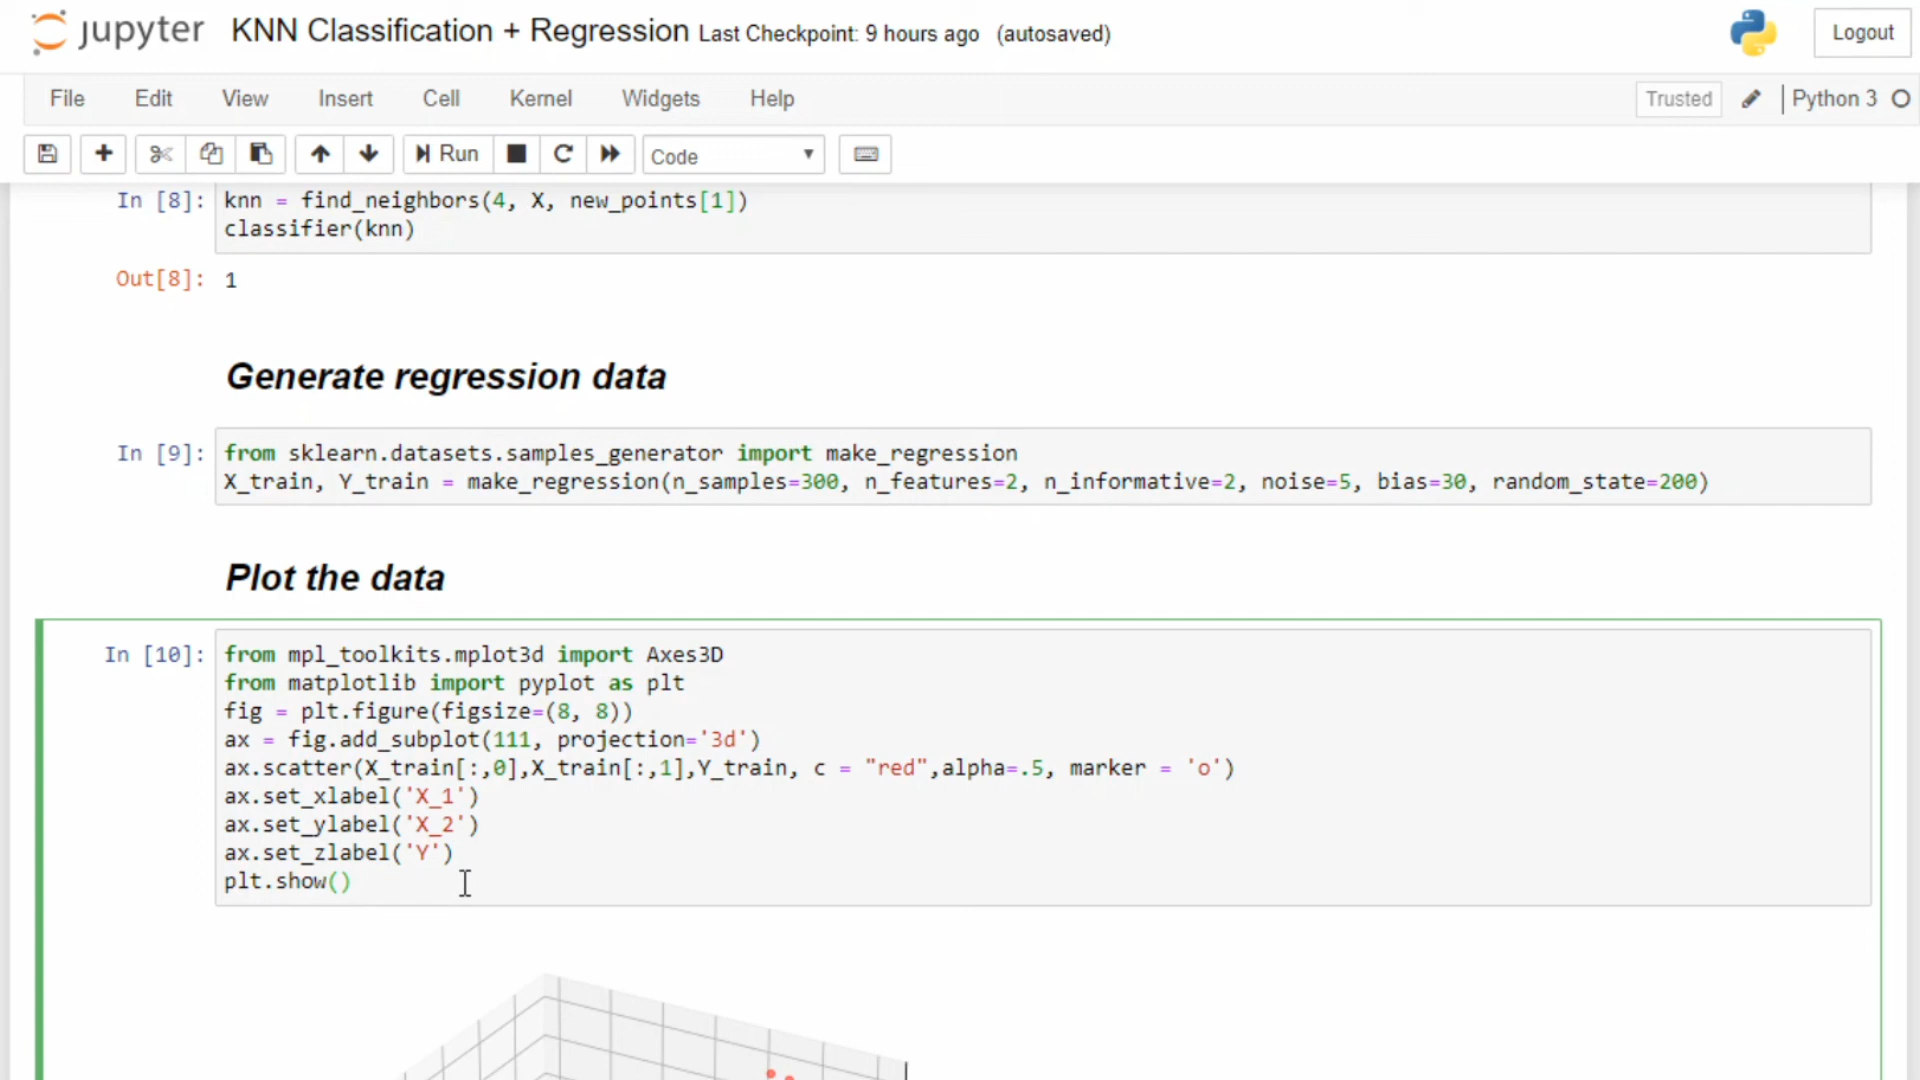 jupyter KNN Classification + Regression Last Checkpoint: 9 hours ago (autosaved) Logout
File Edit View Insert Cell Kernel Widgets Help Trusted Python 3
Run Code
In [8]: knn = find_neighbors(4, X, new_points[1])
classifier(knn)
Out[8]: 1
Generate regression data
In [9]: from sklearn.datasets.samples_generator import make_regression
X_train, Y_train = make_regression(n_samples=300, n_features=2, n_informative=2, noise=5, bias=30, random_state=200)
Plot the data
In [10]: from mpl_toolkits.mplot3d import Axes3D
from matplotlib import pyplot as plt
fig = plt.figure(figsize=(8, 8))
ax = fig.add_subplot(111, projection='3d')
ax.scatter(X_train[:,0],X_train[:,1],Y_train, c = "red",alpha=.5, marker = 'o')
ax.set_xlabel('X_1')
ax.set_ylabel('X_2')
ax.set_zlabel('Y')
plt.show()